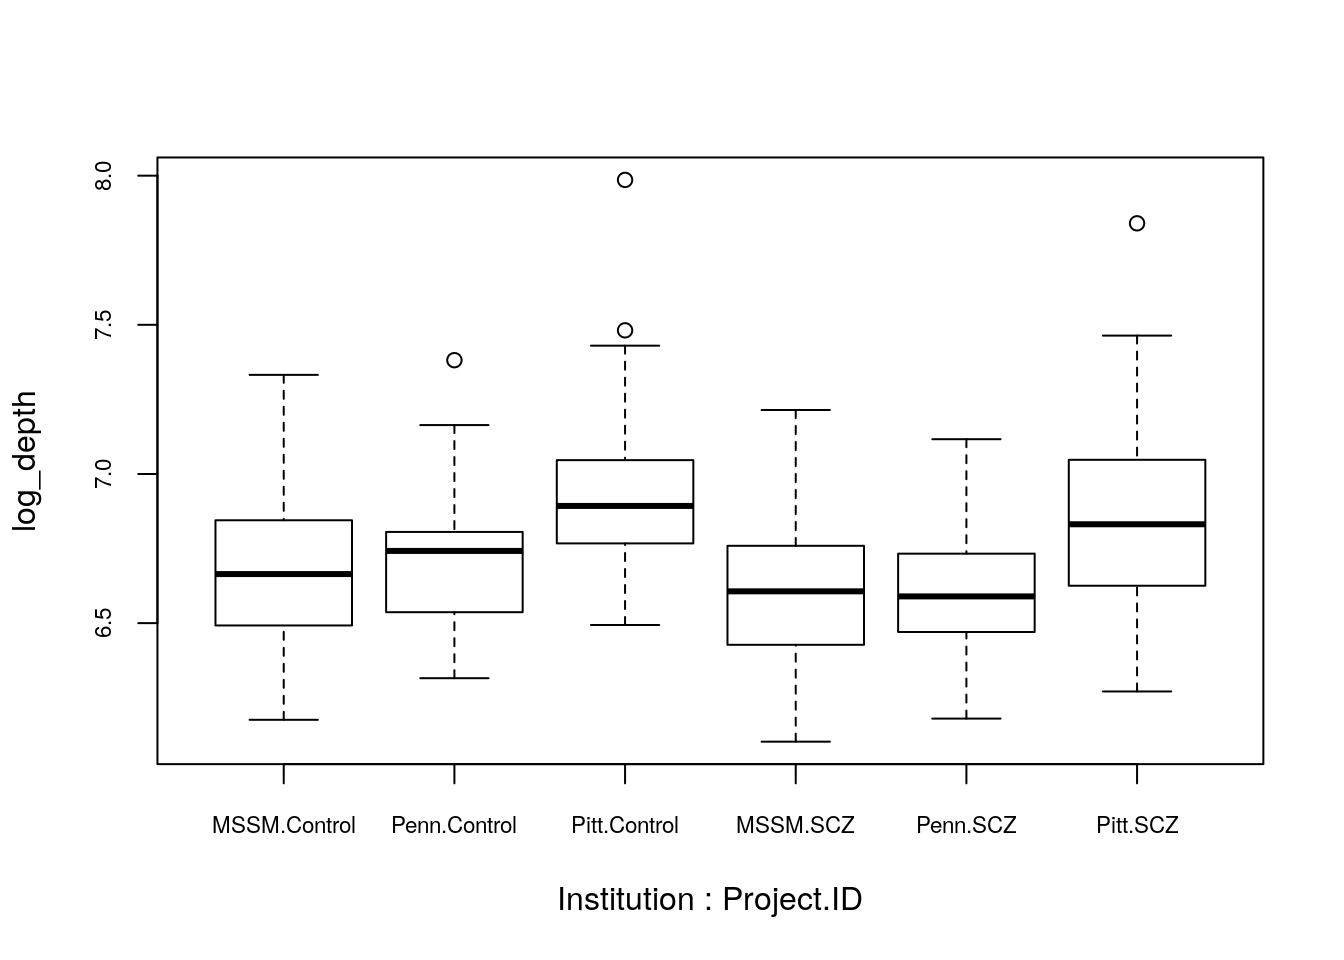 log_depth
8.0
7.5
7.0
6.5
MSSM.Control Penn.Control Pitt.Control MSSM.SCZ Penn.SCZ Pitt.SCZ
Institution : Project.ID